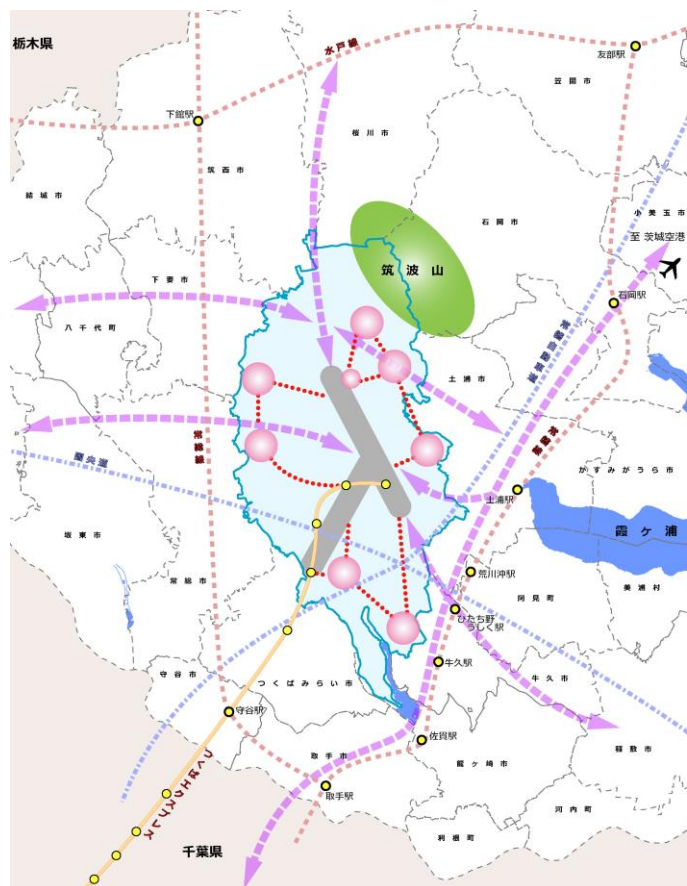 栃木県
水戸線
友部駅
笠間市
下館駅
桜川市
筑西市
結城市
石岡市
小美玉市
至 茨城空港
筑波山
下妻市
石岡駅
八千代町
常磐自動車道
土浦市
常磐線
常総線
圏央道
かすみがうら市
土浦駅
霞ヶ浦
坂東市
荒川沖駅
常総市
阿見町
美浦村
ひたち野
うしく駅
牛久駅
守谷市
つくばみらい市
牛久市
守谷駅
佐貫駅
取手市
龍ヶ崎市
稲敷市
つくばエクスプレス
取手駅
河内町
利根町
千葉県